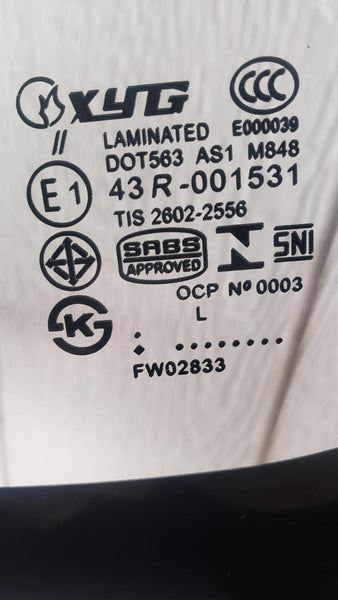 XYG
LAMINATED E000039
//
DOT563 AS1 M848
E1 43R-001531
TIS 2602-2556
SABS
APPROVED
SNI
K
OCP Nº 0003
L
FW02833